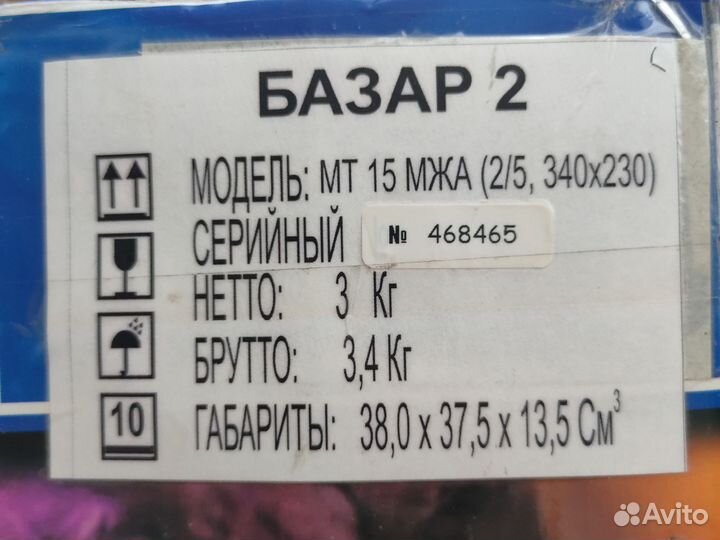 БАЗАР 2
МОДЕЛЬ: МТ 15 МЖА (2/5, 340х230)
СЕРИЙНЫЙ № 468465
НЕТТО: 3 Кг
БРУТТО: 3,4 Кг
10 ГАБАРИТЫ: 38,0 х 37,5 х 13,5 См³
Avito